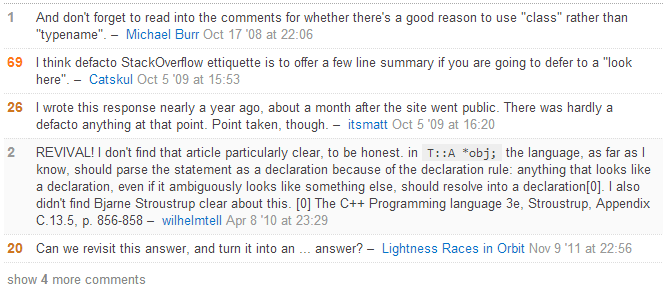 1 And don't forget to read into the comments for whether there's a good reason to use "class" rather than
"typename". – Michael Burr Oct 17 '08 at 22:06
69 I think defacto StackOverflow ettiquette is to offer a few line summary if you are going to defer to a "look
here". – Catskul Oct 5 '09 at 15:53
26 I wrote this response nearly a year ago, about a month after the site went public. There was hardly a
defacto anything at that point. Point taken, though. – itsmatt Oct 5 '09 at 16:20
2 REVIVAL! I don't find that article particularly clear, to be honest. in T::A *obj; the language, as far as I
know, should parse the statement as a declaration because of the declaration rule: anything that looks like
a declaration, even if it ambiguously looks like something else, should resolve into a declaration[0]. I also
didn't find Bjarne Stroustrup clear about this. [0] The C++ Programming language 3e, Stroustrup, Appendix
C.13.5, p. 856-858 – wilhelmtell Apr 8 '10 at 23:29
20 Can we revisit this answer, and turn it into an ... answer? – Lightness Races in Orbit Nov 9 '11 at 22:56
show 4 more comments